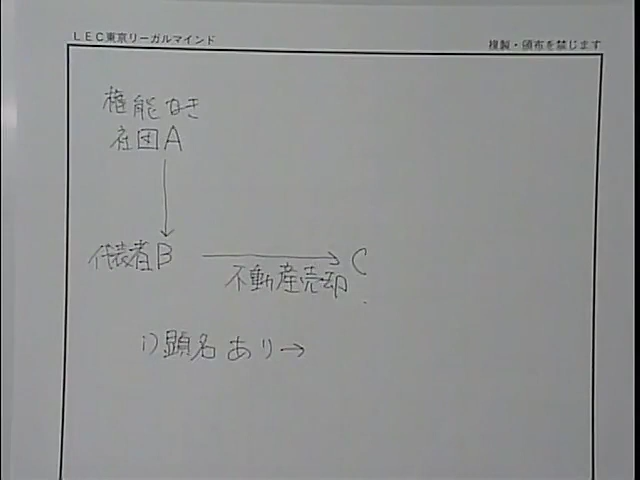 LEC東京リーガルマインド
複製・頒布を禁じます
権能なき
社団A
代表者B
C
不動産売却
i)顕名あり→